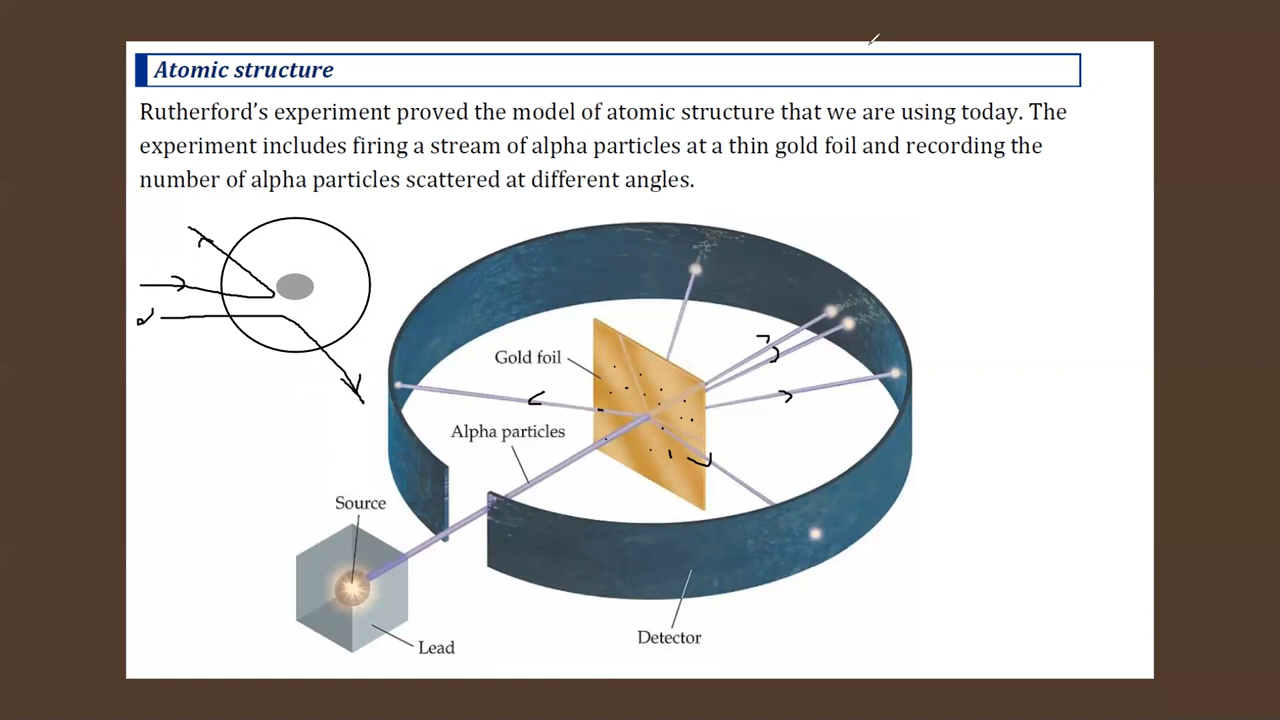 Atomic structure
Rutherford's experiment proved the model of atomic structure that we are using today. The
experiment includes firing a stream of alpha particles at a thin gold foil and recording the
number of alpha particles scattered at different angles.
Gold foil
Alpha particles
Source
Lead
Detector